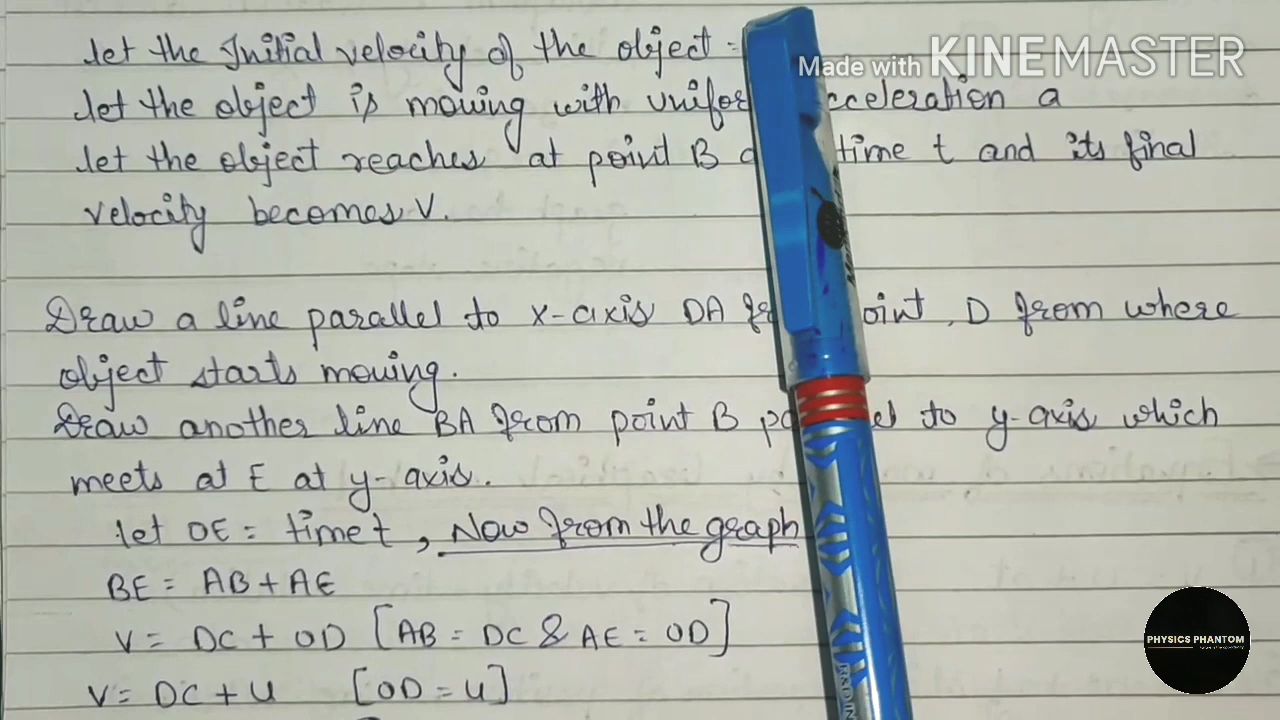 let the Initial velocity of the object =
Made with KINEMASTER
let the object is moving with unifor cceleration a
let the object reaches at point B time t and its final
velocity becomes V.
Draw a line parallel to x-axis DA oint, D from where
object starts moving.
Draw another line BA from point B to y-axis which
meets at E at y-axis.
let OE = time t, Now from the graph
BE = AB + AE
V = DC + OD [AB = DC & AE = OD]
V = DC + u [OD = u]
PHYSICS PHANTOM